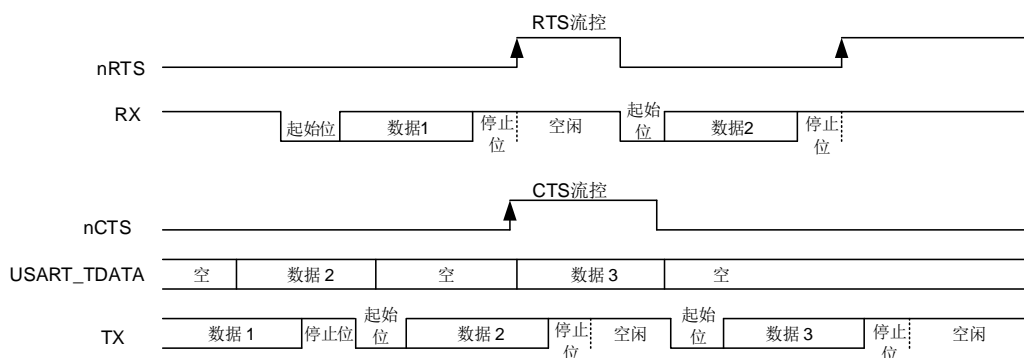 RTS流控
nRTS
RX 起始位 数据1 停止位 空闲 起始位 数据2 停止位
CTS流控
nCTS
USART_TDATA 空 数据 2 空 数据 3 空
TX 数据 1 停止位 起始位 数据 2 停止位 空闲 起始位 数据 3 停止位 空闲